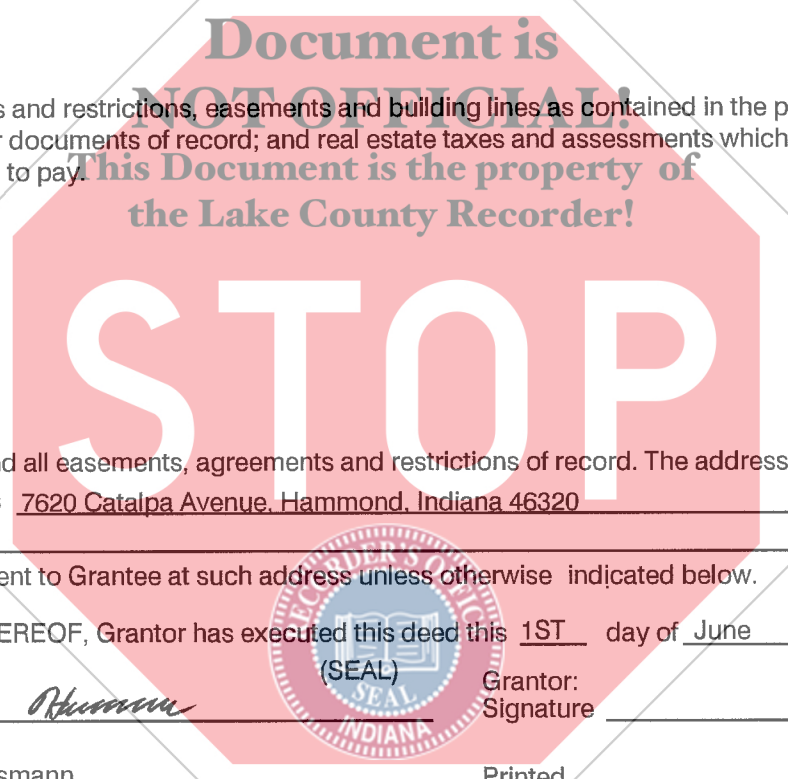 Document is
NOT OFFICIAL!
s and restrictions, easements and building lines as contained in the p
r documents of record; and real estate taxes and assessments which
to pay.
This Document is the property of
the Lake County Recorder!
STOP
nd all easements, agreements and restrictions of record. The address
s 7620 Catalpa Avenue, Hammond, Indiana 46320
ent to Grantee at such address unless otherwise indicated below.
EREOF, Grantor has executed this deed this 1ST day of June
(SEAL)
Grantor:
Signature
RECORDER'S OFFICE
SEAL
INDIANA
smann
Printed